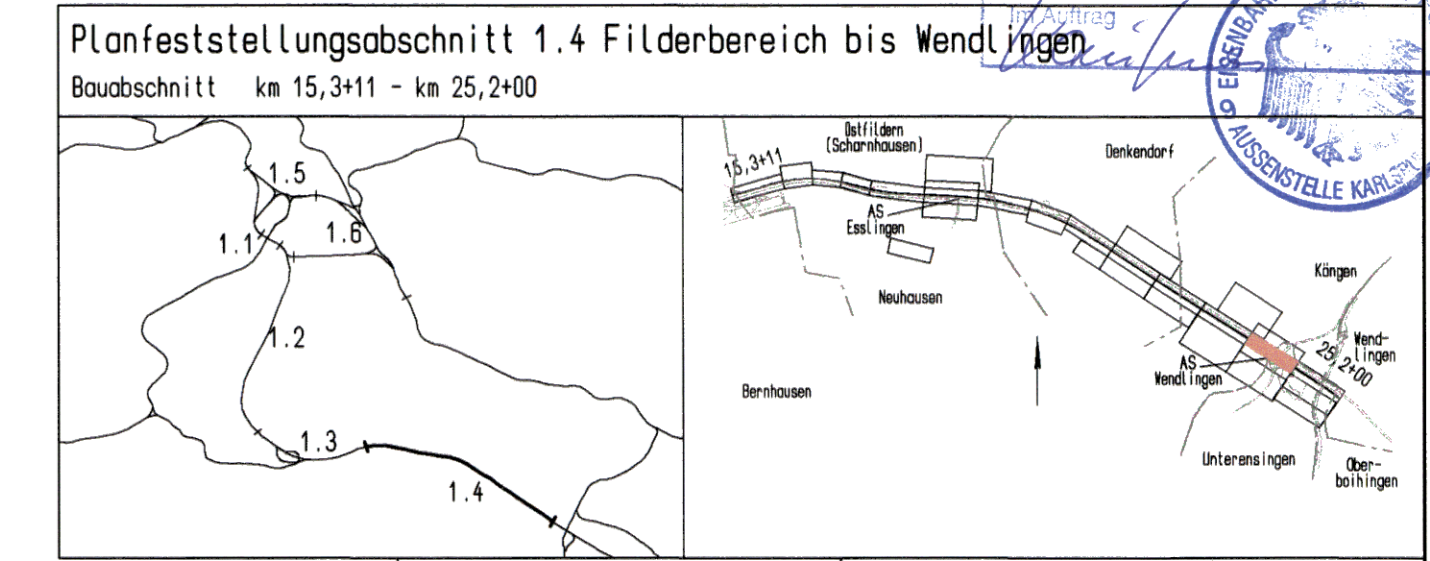 Im Auftrag
Planfeststellungsabschnitt 1.4 Filderbereich bis Wendlingen
Bauabschnitt km 15,3+11 - km 25,2+00
EISENBAH
9
AUSSENSTELLE KARLS
1.5
1.1
1.6
1.2
1.3
1.4
Ostfildern
(Scharnhausen)
Denkendorf
15,3+11
AS
Esslingen
Neuhausen
Köngen
Bernhausen
Wend-
lingen
25,2+00
AS
Wendlingen
Unterensingen
Ober-
boihingen